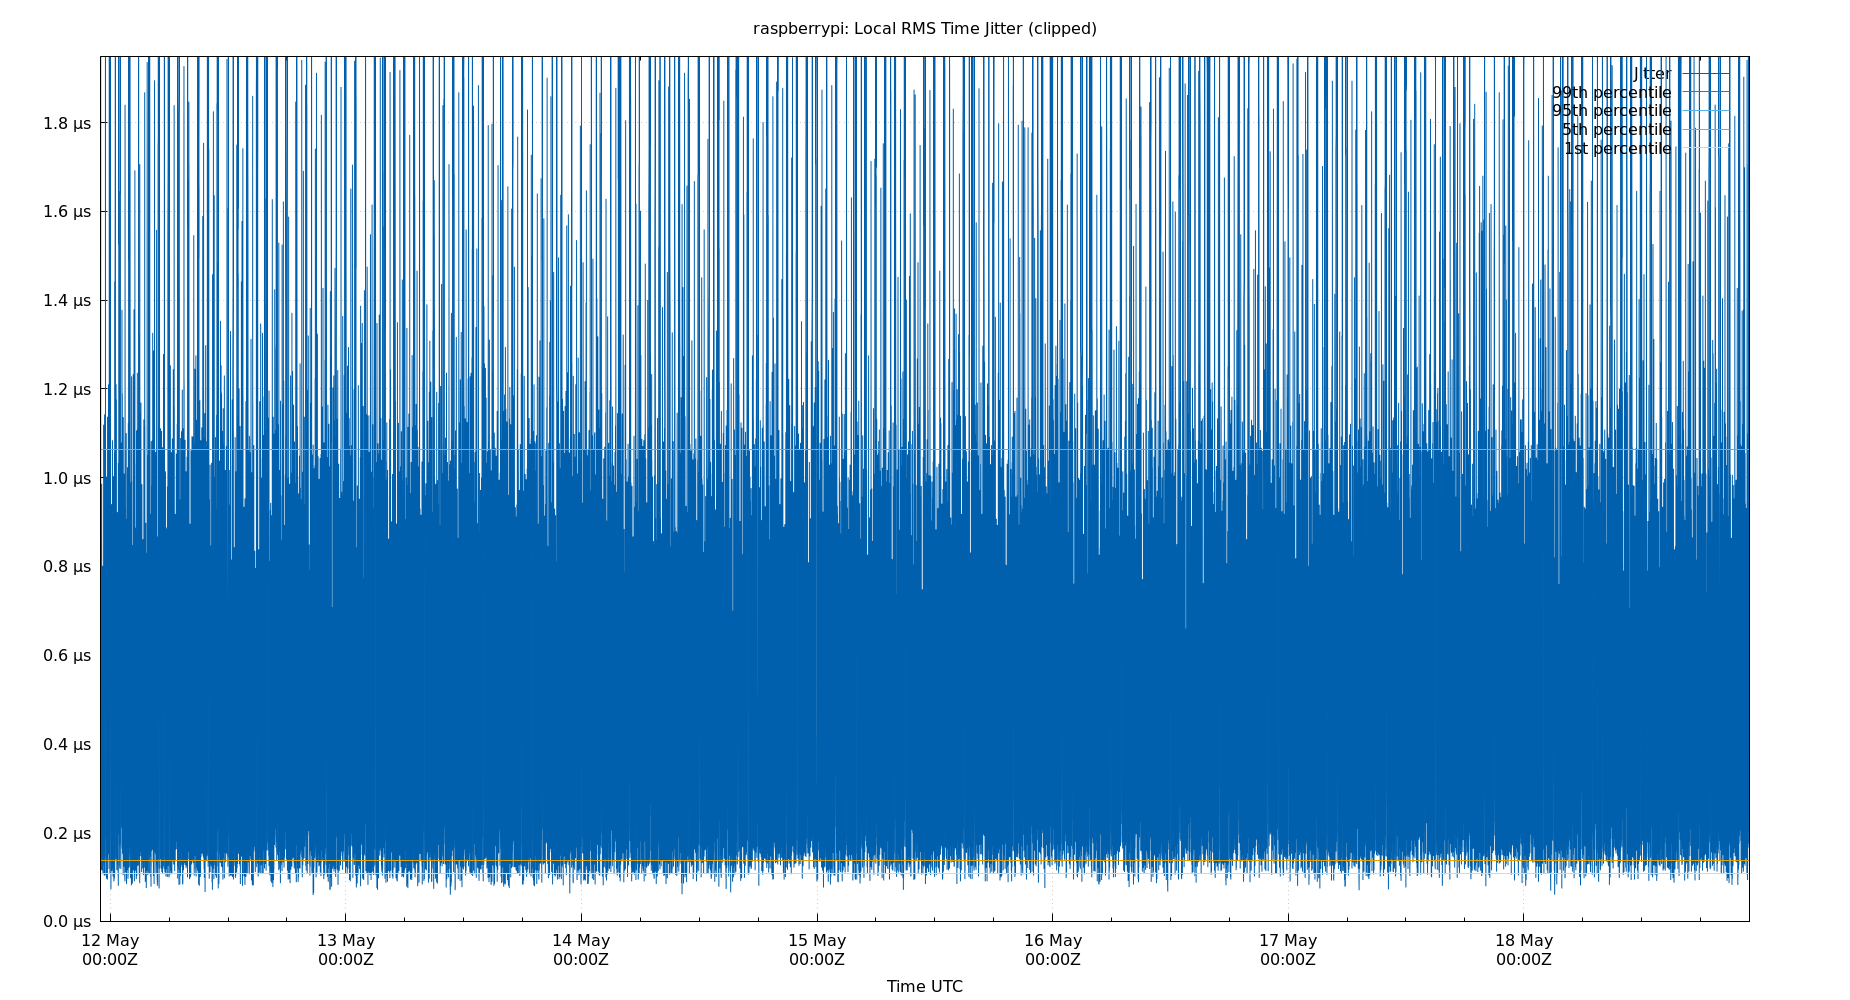 raspberrypi: Local RMS Time Jitter (clipped)
Jitter
99th percentile
95th percentile
5th percentile
1st percentile
1.8 µs
1.6 µs
1.4 µs
1.2 µs
1.0 µs
0.8 µs
0.6 µs
0.4 µs
0.2 µs
0.0 µs
12 May 13 May 14 May 15 May 16 May 17 May 18 May
00:00Z 00:00Z 00:00Z 00:00Z 00:00Z 00:00Z 00:00Z
Time UTC